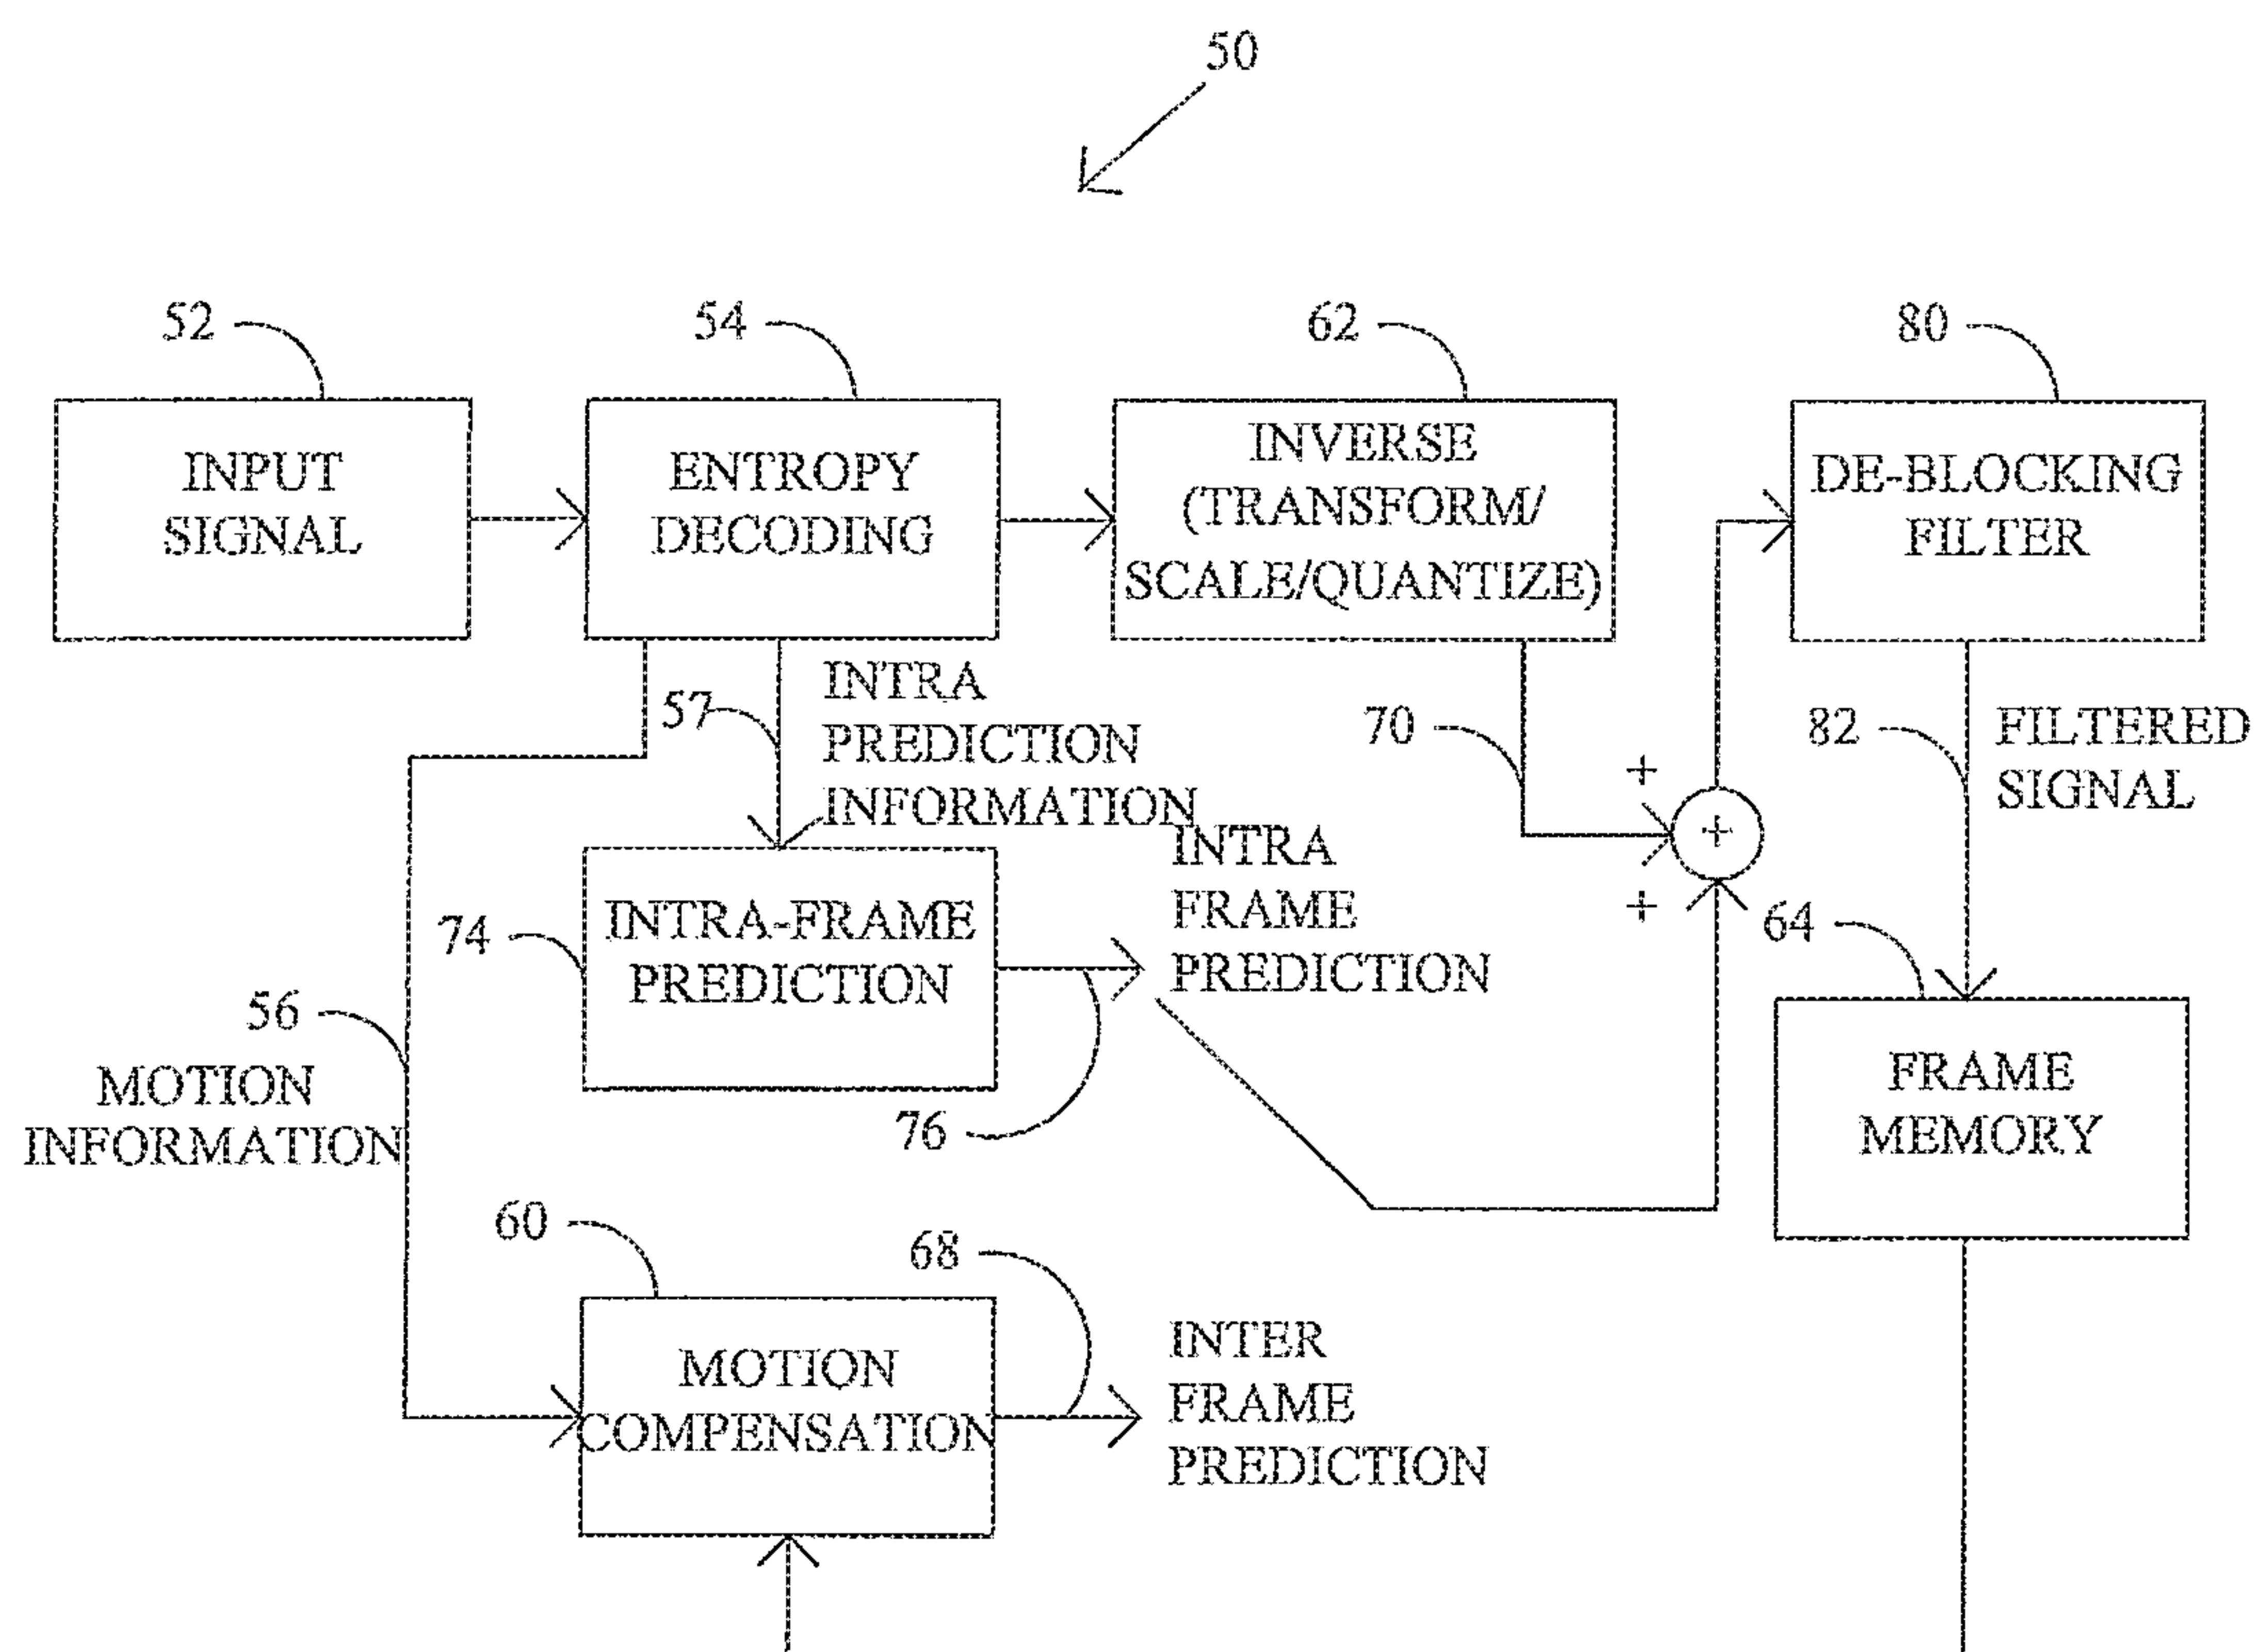 50
52
54
62
80
INPUT
SIGNAL
ENTROPY
DECODING
INVERSE
(TRANSFORM/
SCALE/QUANTIZE)
DE-BLOCKING
FILTER
57
INTRA
PREDICTION
INFORMATION
70
+
+
+
82
FILTERED
SIGNAL
74
INTRA-FRAME
PREDICTION
INTRA
FRAME
PREDICTION
76
64
FRAME
MEMORY
56
MOTION
INFORMATION
60
68
MOTION
COMPENSATION
INTER
FRAME
PREDICTION